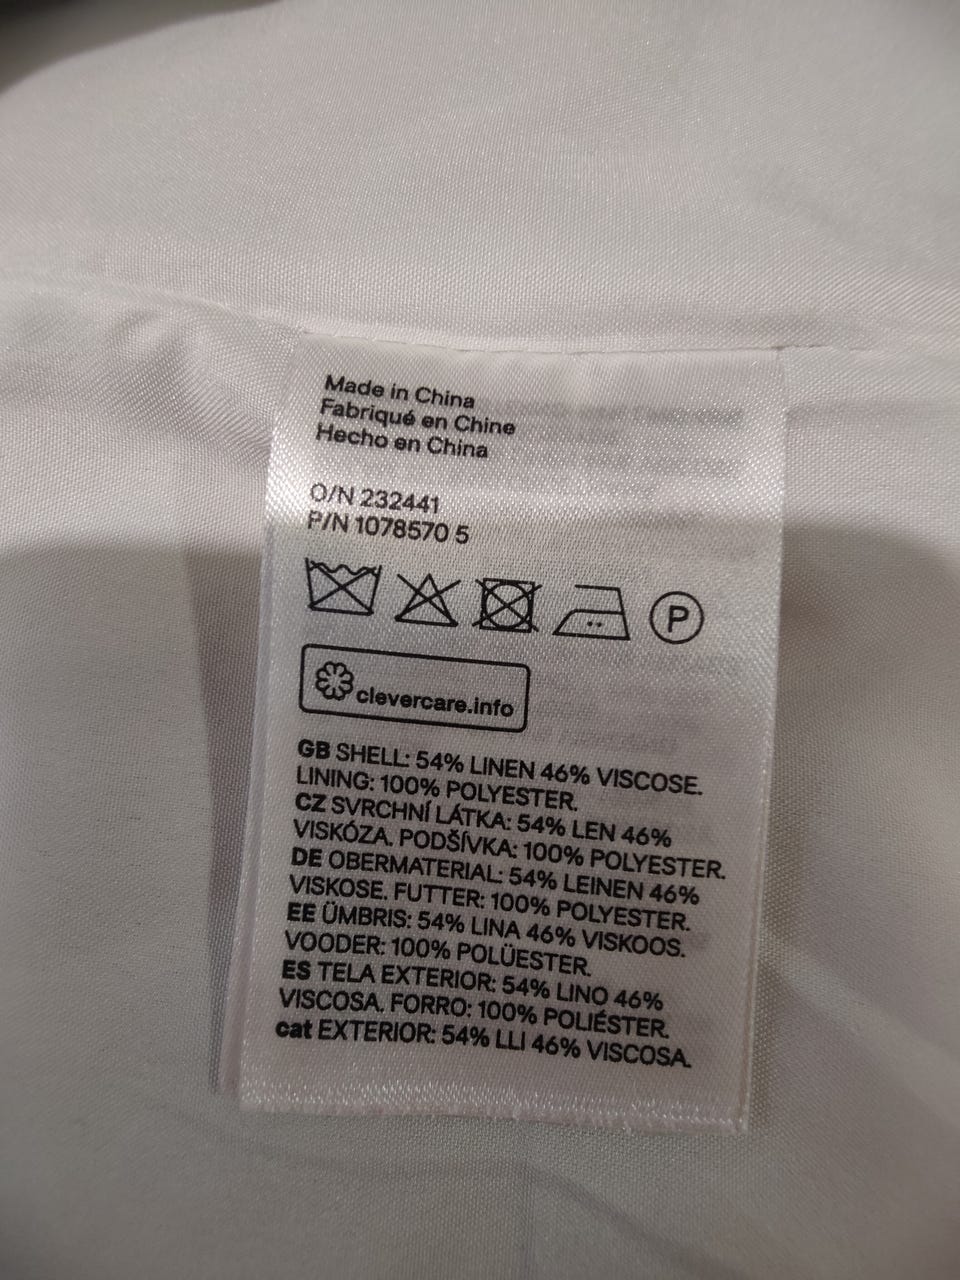 Made in China
Fabriqué en Chine
Hecho en China
O/N 232441
P/N 1078570 5
P
clevercare.info
GB SHELL: 54% LINEN 46% VISCOSE.
LINING: 100% POLYESTER.
CZ SVRCHNÍ LÁTKA: 54% LEN 46%
VISKÓZA. PODŠÍVKA: 100% POLYESTER.
DE OBERMATERIAL: 54% LEINEN 46%
VISKOSE. FUTTER: 100% POLYESTER.
EE ÜMBRIS: 54% LINA 46% VISKOOS.
VOODER: 100% POLÜESTER.
ES TELA EXTERIOR: 54% LINO 46%
VISCOSA. FORRO: 100% POLIÉSTER.
cat EXTERIOR: 54% LLI 46% VISCOSA.